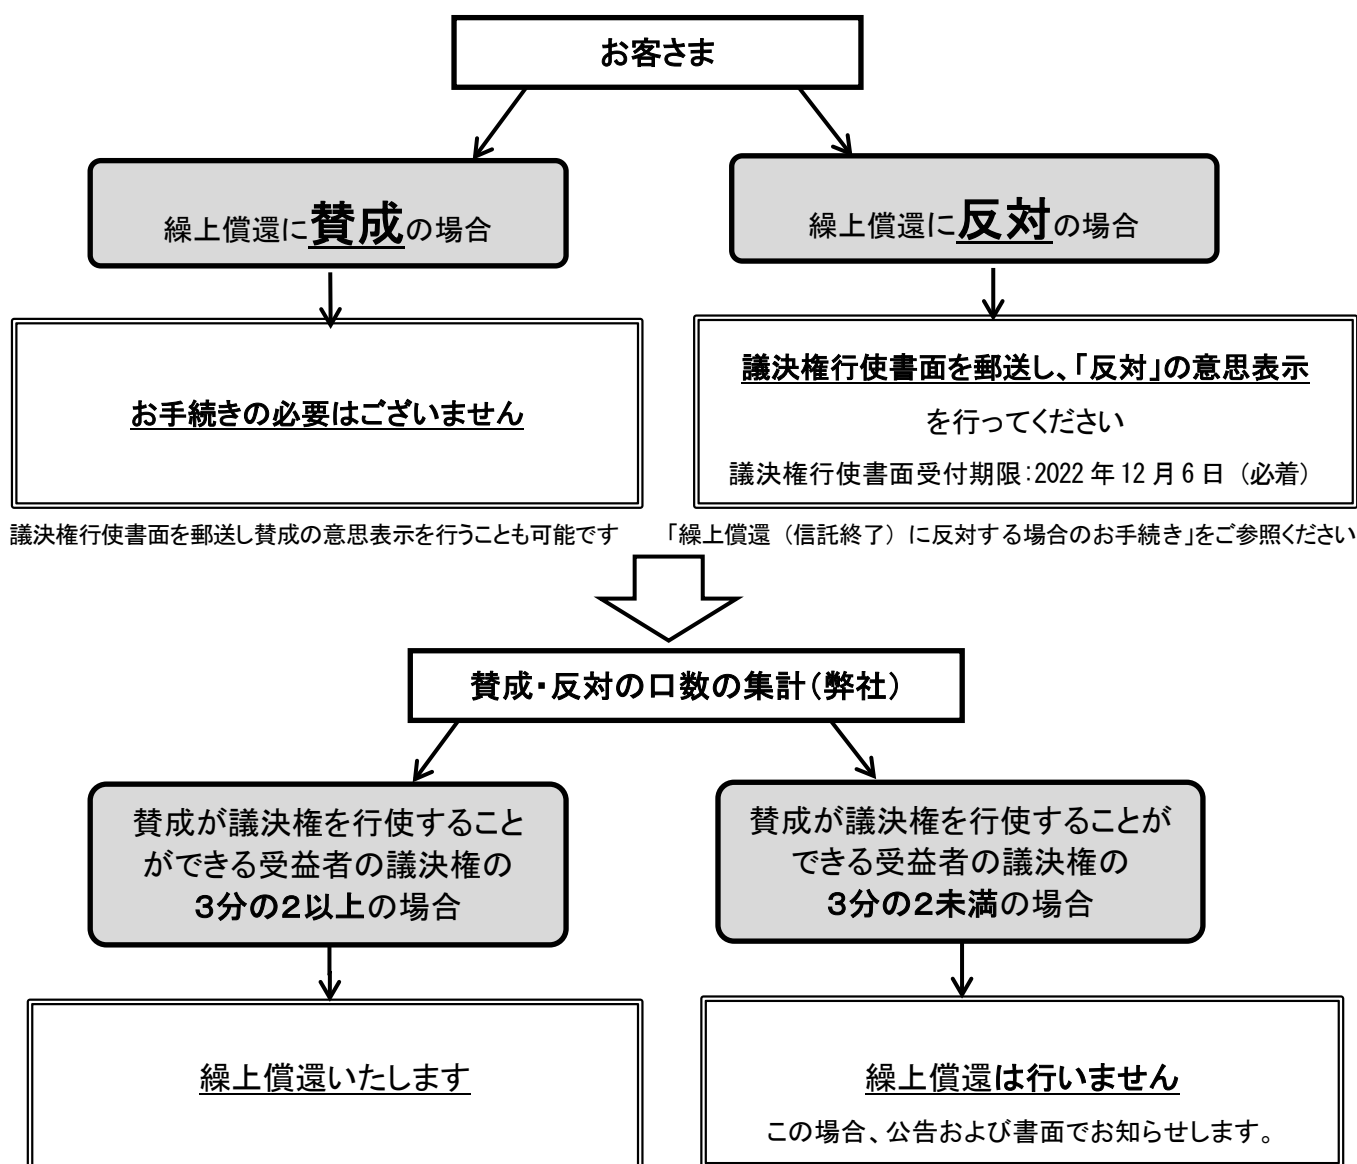 お客さま
繰上償還に賛成の場合
繰上償還に反対の場合
お手続きの必要はございません
議決権行使書面を郵送し、「反対」の意思表示
を行ってください
議決権行使書面受付期限:2022 年 12 月 6 日 (必着)
議決権行使書面を郵送し賛成の意思表示を行うことも可能です
「繰上償還 (信託終了) に反対する場合のお手続き」をご参照ください
賛成・反対の口数の集計(弊社)
賛成が議決権を行使すること
ができる受益者の議決権の
3分の2以上の場合
賛成が議決権を行使することが
できる受益者の議決権の
3分の2未満の場合
繰上償還いたします
繰上償還は行いません
この場合、公告および書面でお知らせします。